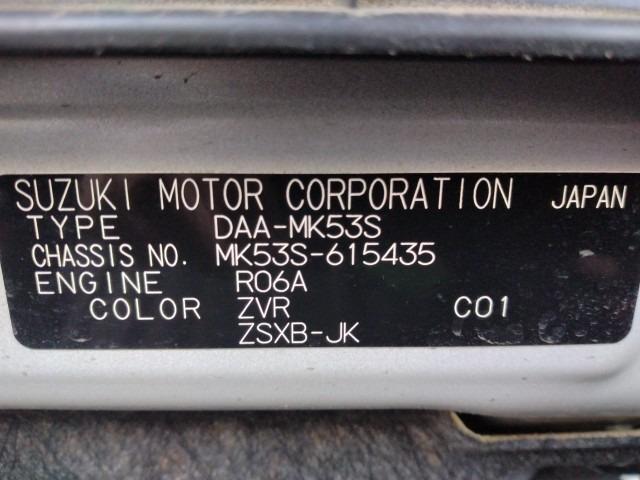 SUZUKI MOTOR CORPORATION JAPAN
TYPE DAA-MK53S
CHASSIS NO. MK53S-615435
ENGINE R06A
COLOR ZVR C01
ZSXB-JK